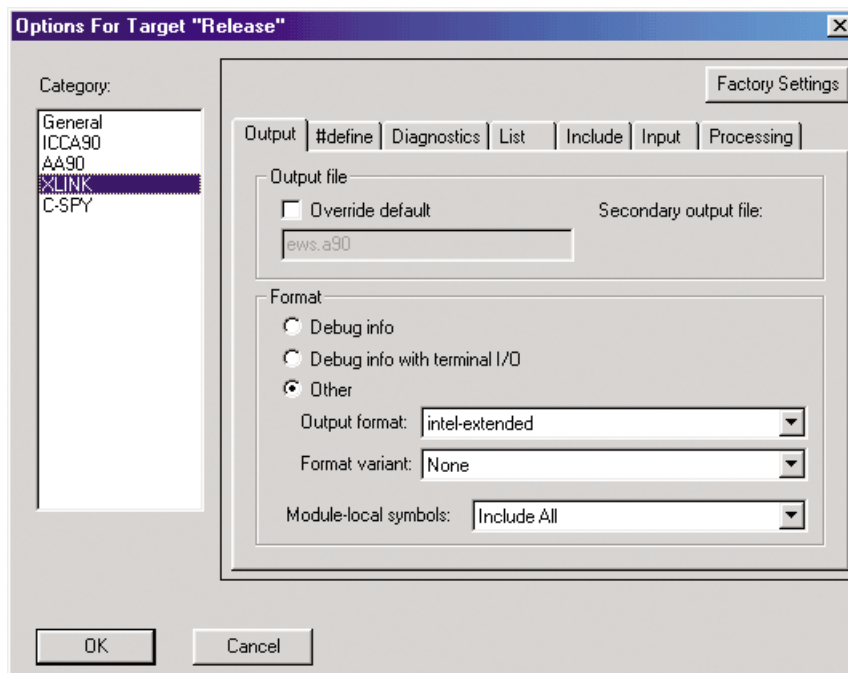 Options For Target "Release"
Category:
General
ICCA90
AA90
XLINK
C-SPY
Factory Settings
Output
#define
Diagnostics
List
Include
Input
Processing
Output file
Override default
Secondary output file:
ews.a90
Format
Debug info
Debug info with terminal I/O
Other
Output format:
intel-extended
Format variant:
None
Module-local symbols:
Include All
OK
Cancel